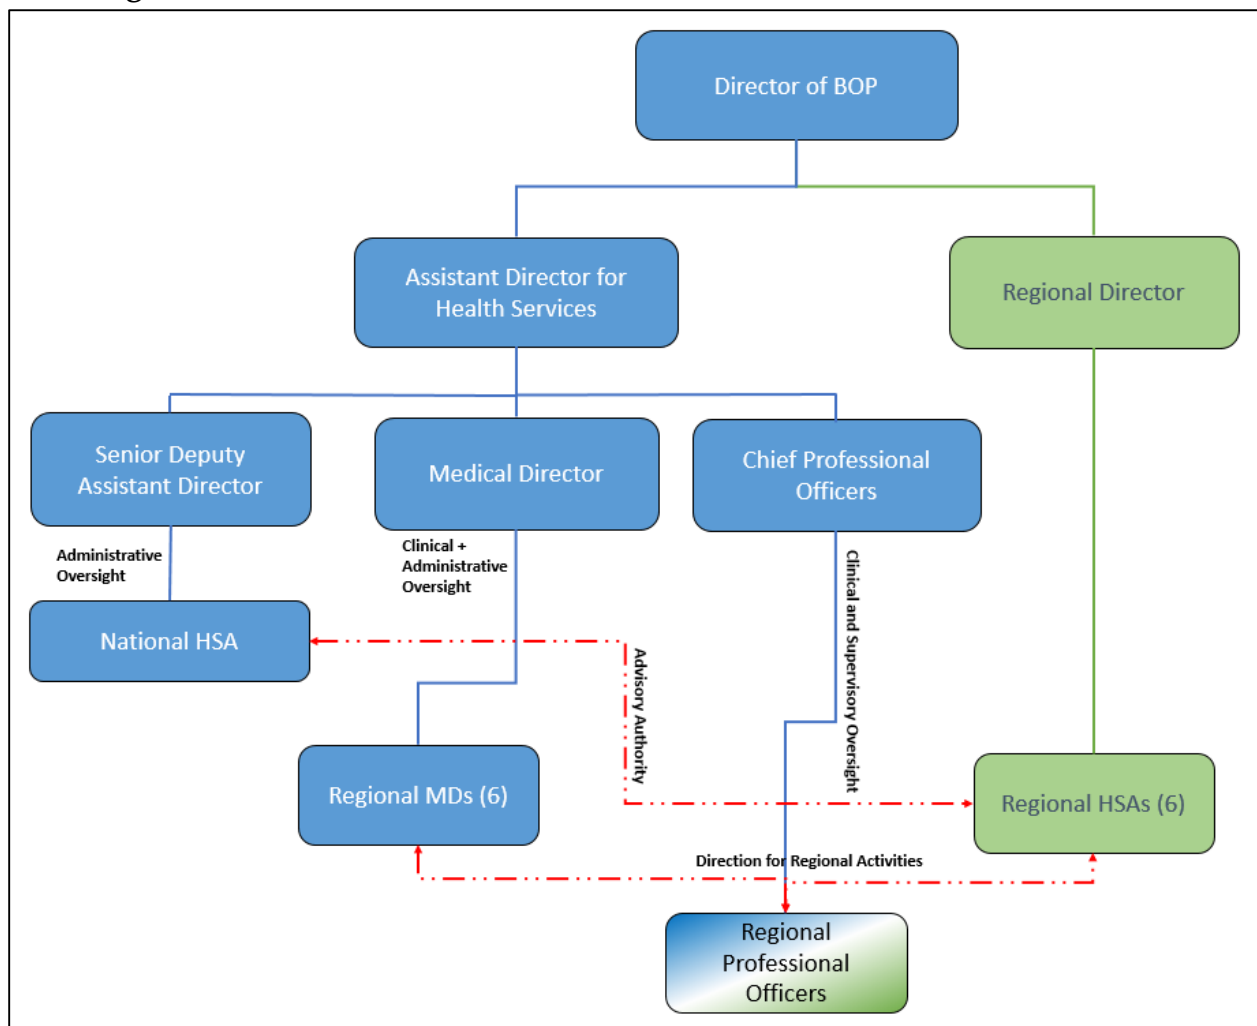 Director of BOP
Assistant Director for
Health Services
Regional Director
Senior Deputy
Assistant Director
Medical Director
Chief Professional
Officers
Administrative
Oversight
Clinical +
Administrative
Oversight
Clinical and Supervisory Oversight
National HSA
Advisory Authority
Regional MDs (6)
Regional HSAs (6)
Direction for Regional Activities
Regional
Professional
Officers